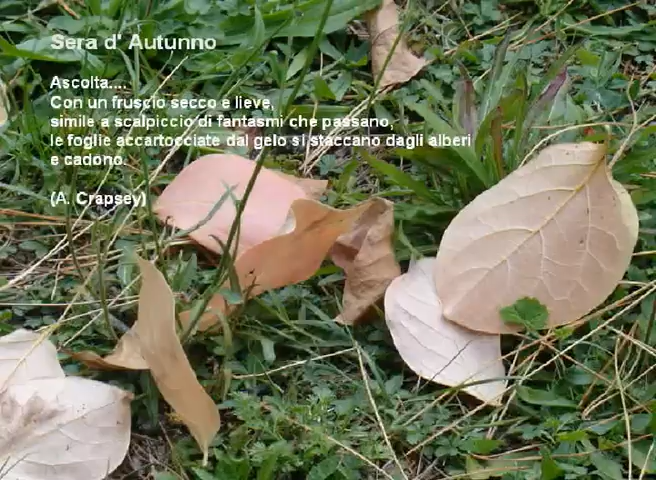 Sera d' Autunno
Ascolta....
Con un fruscio secco e lieve,
simile a scalpiccio di fantasmi che passano,
le foglie accartocciate dal gelo si staccano dagli alberi
e cadono.
(A. Crapsey)